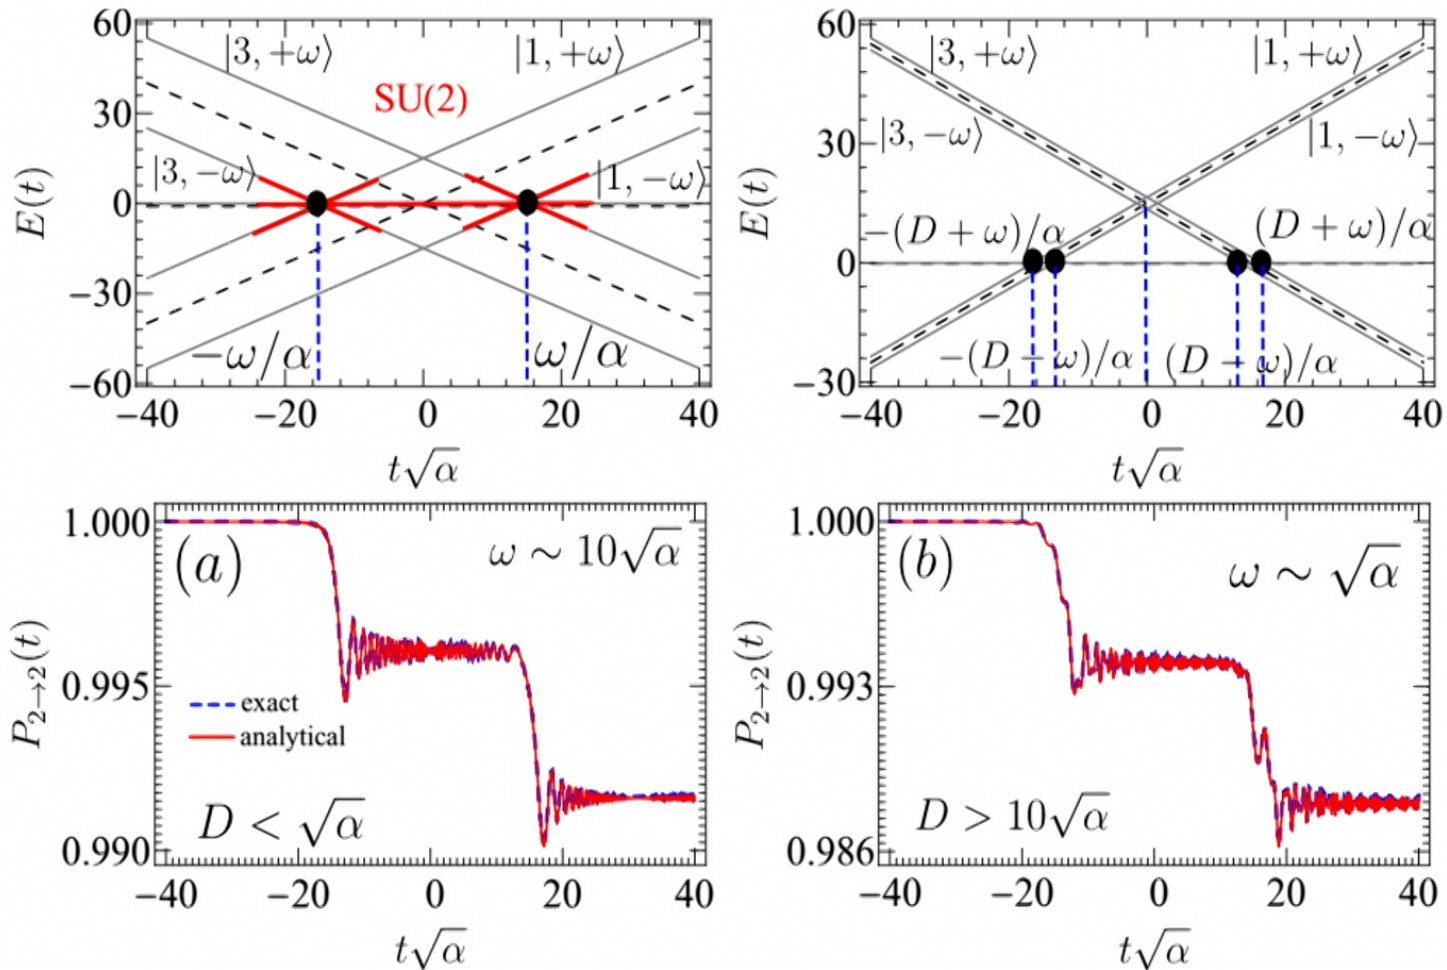 60
30
0
−30
−60
E(t)
|3, +ω⟩
|1, +ω⟩
SU(2)
|3, −ω⟩
|1, −ω⟩
−ω/α
ω/α
−40
−20
0
20
40
t√α
60
30
0
−30
E(t)
|3, +ω⟩
|1, +ω⟩
|3, −ω⟩
|1, −ω⟩
−(D + ω)/α
(D + ω)/α
−(D − ω)/α
(D − ω)/α
−40
−20
0
20
40
t√α
1.000
0.995
0.990
P2→2(t)
(a)
ω ∼ 10√α
exact
analytical
D < √α
−40
−20
0
20
40
t√α
1.000
0.993
0.986
P2→2(t)
(b)
ω ∼ √α
D > 10√α
−40
−20
0
20
40
t√α